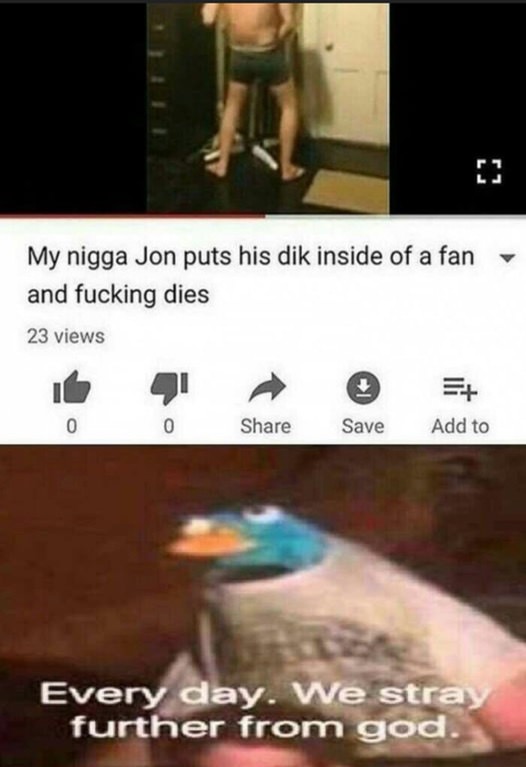 My nigga Jon puts his dik inside of a fan
and fucking dies
23 views
0 0 Share Save Add to
Every day. We stray
further from god.